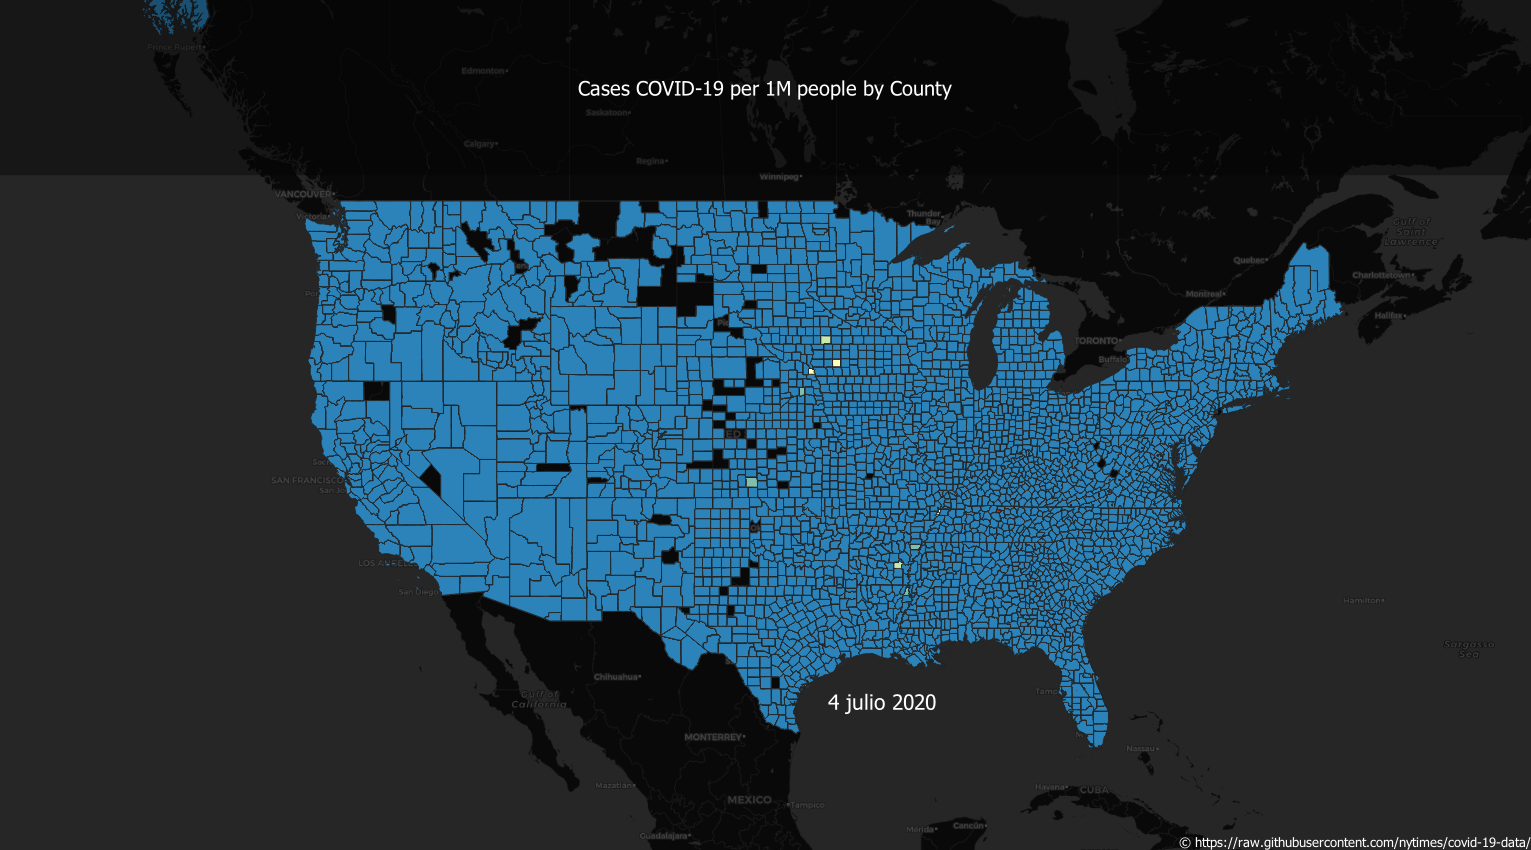 Prince Rupert
Edmonton
Cases COVID-19 per 1M people by County
Saskatoon
Calgary
Regina
Winnipeg
VANCOUVER
Victoria
Thunder
Bay
Gulf of
Saint
Lawrence
Quebec
Charlottetown
Montreal
Halifax
TORONTO
Buffalo
SAN FRANCISCO
San Jo
LOS ANGELES
San Diego
Hamilton
Sargasso
Sea
Chihuahua
Gulf of
California
Tamp
4 julio 2020
MONTERREY
Nassau
Mazatlan
Havana
CUBA
MEXICO
Tampico
Mérida
Cancún
Guadalajara
© https://raw.githubusercontent.com/nytimes/covid-19-data/